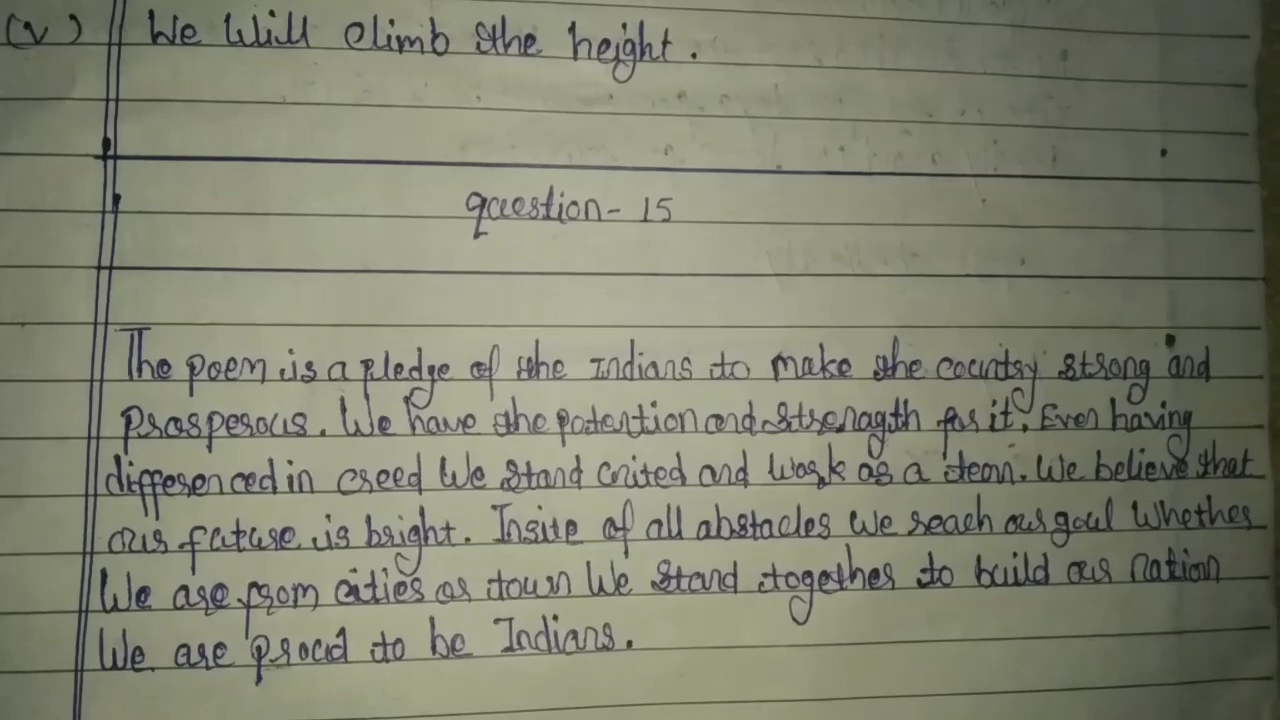 (v) We Will climb the height.
question- 15
The poem is a pledge of the Indians to make the country strong and
prosperous. We have the potention and strenagth for it. Even having
differenced in creed We stand united and work as a team. We believe that
our future is bright. Insite of all abstacles we reach our goul Whether
We are from cities or town We stand together to build our nation
We are proud to be Indians.